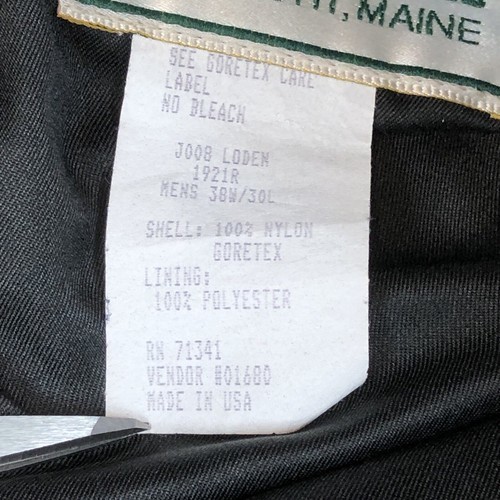 MAINE
SEE GORETEX CARE
LABEL
NO BLEACH
J008 LODEN
1921R
MENS 38W/30L
SHELL: 100% NYLON
GORETEX
LINING:
100% POLYESTER
RN 71341
VENDOR #01680
MADE IN USA